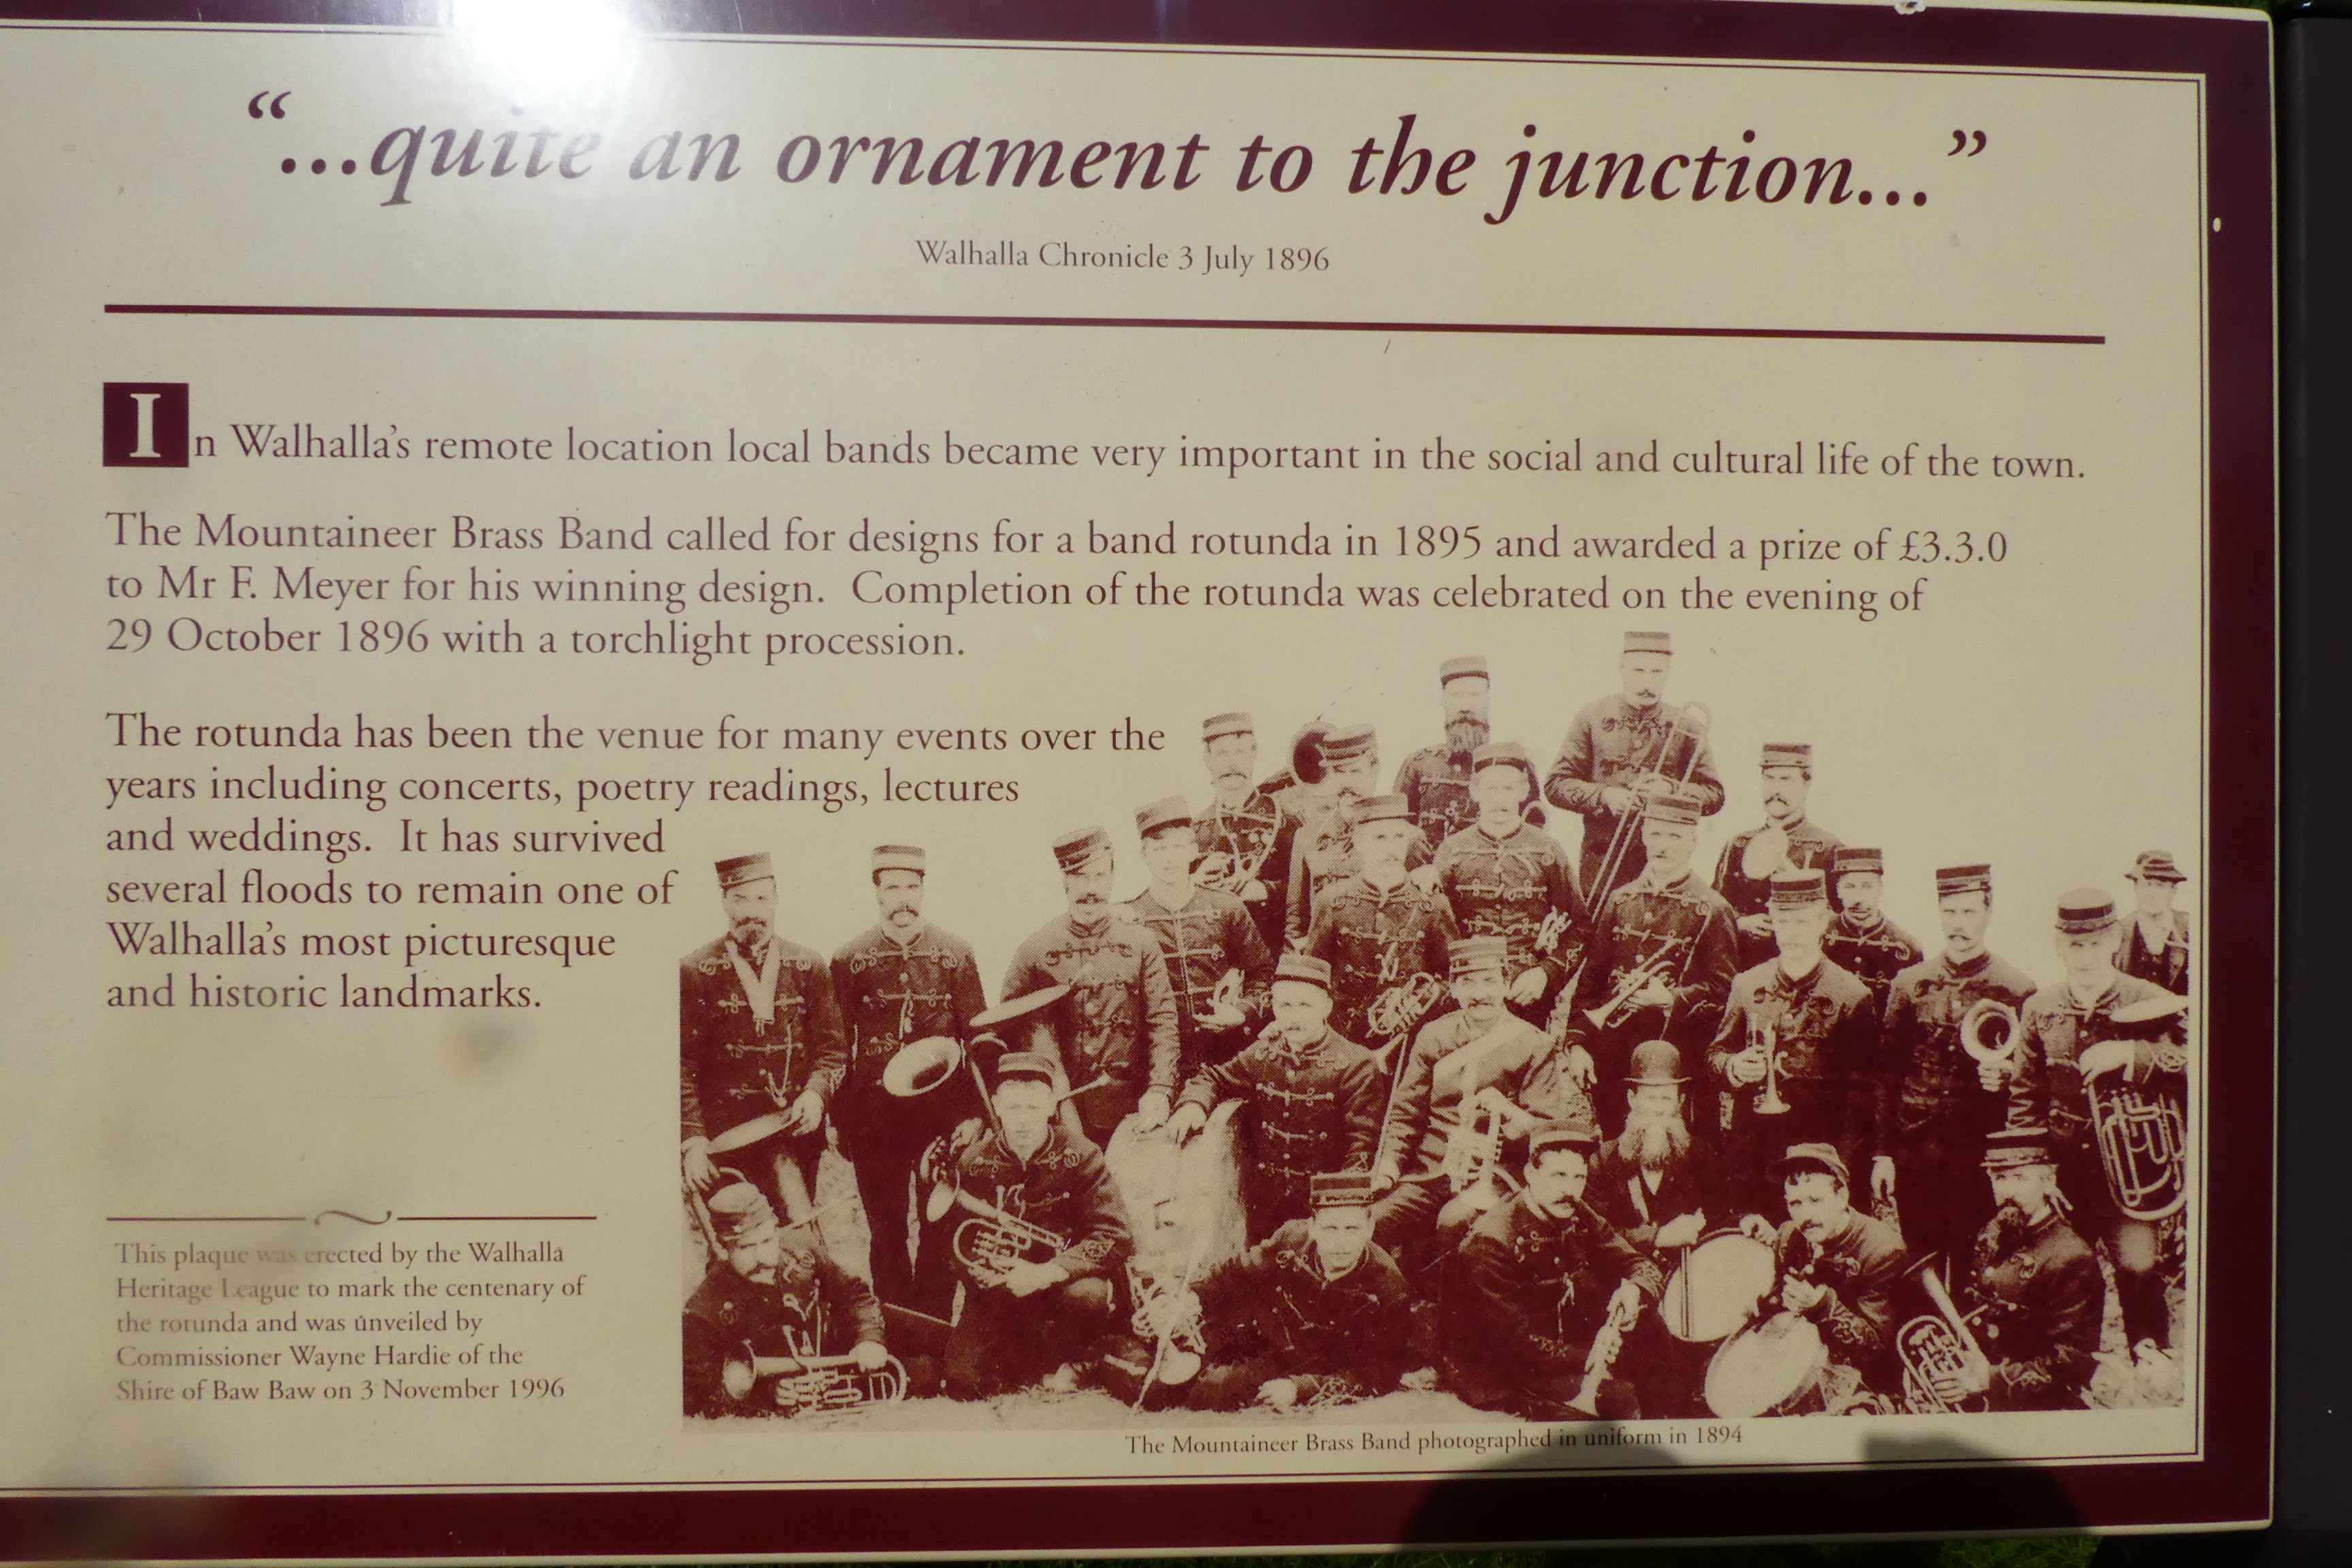 “...quite an ornament to the junction...”
Walhalla Chronicle 3 July 1896
In Walhalla’s remote location local bands became very important in the social and cultural life of the town.
The Mountaineer Brass Band called for designs for a band rotunda in 1895 and awarded a prize of £3.3.0
to Mr F. Meyer for his winning design. Completion of the rotunda was celebrated on the evening of
29 October 1896 with a torchlight procession.
The rotunda has been the venue for many events over the
years including concerts, poetry readings, lectures
and weddings. It has survived
several floods to remain one of
Walhalla’s most picturesque
and historic landmarks.
This plaque was erected by the Walhalla
Heritage League to mark the centenary of
the rotunda and was unveiled by
Commissioner Wayne Hardie of the
Shire of Baw Baw on 3 November 1996
The Mountaineer Brass Band photographed in uniform in 1894